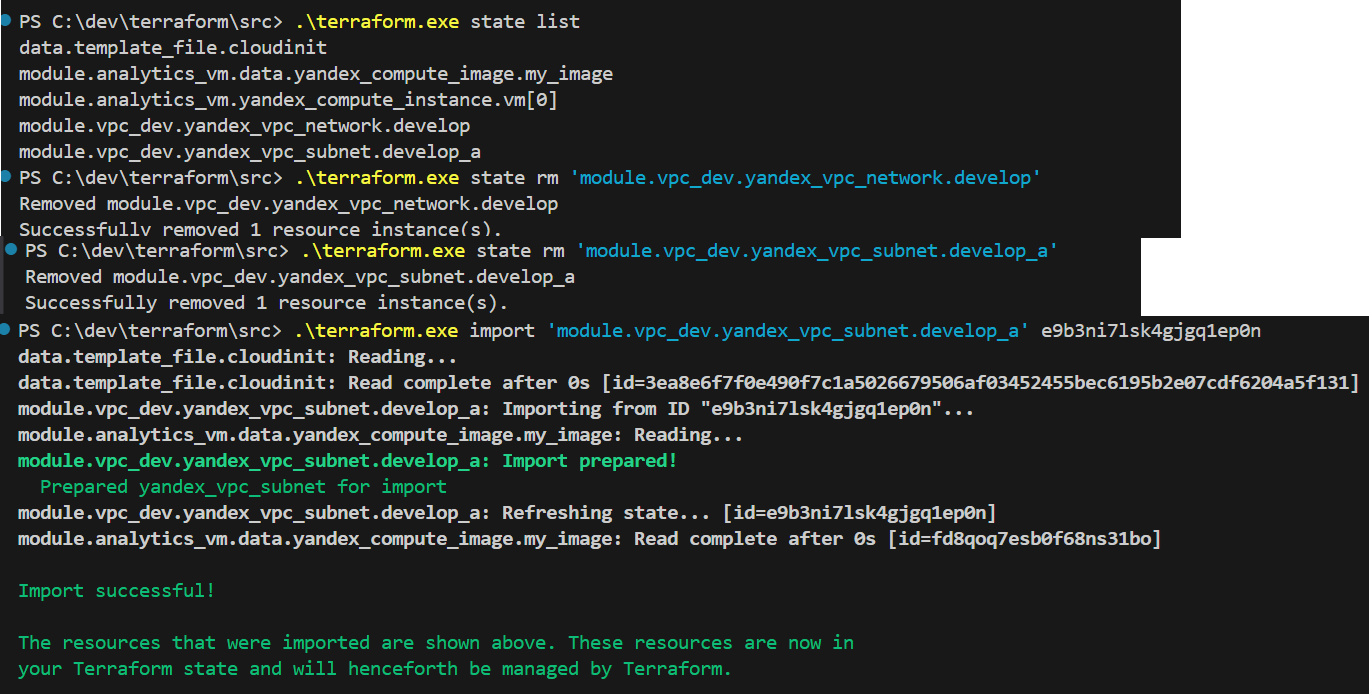 PS C:\dev\terraform\src> .\terraform.exe state list
data.template_file.cloudinit
module.analytics_vm.data.yandex_compute_image.my_image
module.analytics_vm.yandex_compute_instance.vm[0]
module.vpc_dev.yandex_vpc_network.develop
module.vpc_dev.yandex_vpc_subnet.develop_a
PS C:\dev\terraform\src> .\terraform.exe state rm 'module.vpc_dev.yandex_vpc_network.develop'
Removed module.vpc_dev.yandex_vpc_network.develop
Successfully removed 1 resource instance(s).
PS C:\dev\terraform\src> .\terraform.exe state rm 'module.vpc_dev.yandex_vpc_subnet.develop_a'
Removed module.vpc_dev.yandex_vpc_subnet.develop_a
Successfully removed 1 resource instance(s).
PS C:\dev\terraform\src> .\terraform.exe import 'module.vpc_dev.yandex_vpc_subnet.develop_a' e9b3ni7lsk4gjgq1ep0n
data.template_file.cloudinit: Reading...
data.template_file.cloudinit: Read complete after 0s [id=3ea8e6f7f0e490f7c1a5026679506af03452455bec6195b2e07cdf6204a5f131]
module.vpc_dev.yandex_vpc_subnet.develop_a: Importing from ID "e9b3ni7lsk4gjgq1ep0n"...
module.analytics_vm.data.yandex_compute_image.my_image: Reading...
module.vpc_dev.yandex_vpc_subnet.develop_a: Import prepared!
Prepared yandex_vpc_subnet for import
module.vpc_dev.yandex_vpc_subnet.develop_a: Refreshing state... [id=e9b3ni7lsk4gjgq1ep0n]
module.analytics_vm.data.yandex_compute_image.my_image: Read complete after 0s [id=fd8qoq7esb0f68ns31bo]
Import successful!
The resources that were imported are shown above. These resources are now in
your Terraform state and will henceforth be managed by Terraform.